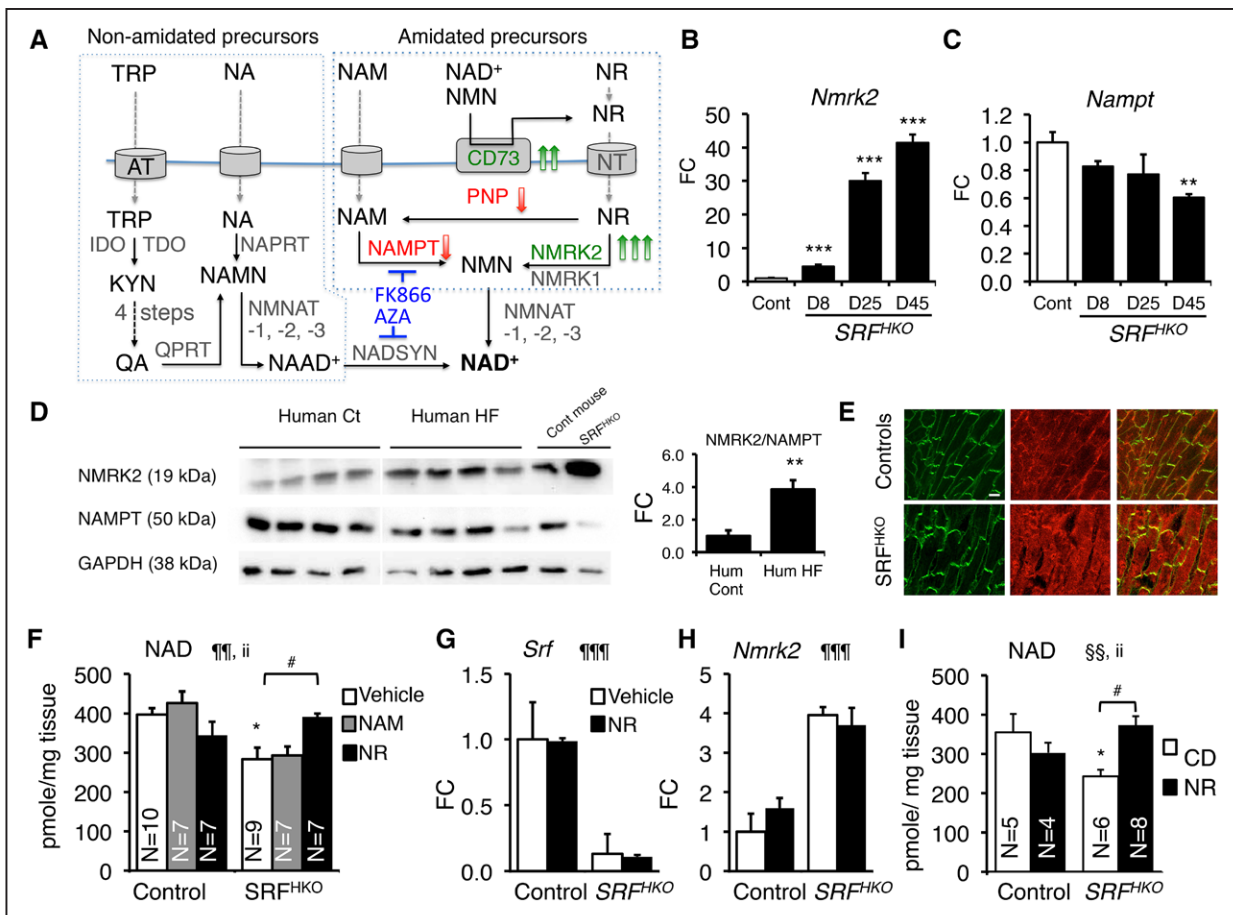 A
Non-amidated precursors
Amidated precursors
TRP
NA
NAM
NAD+
NMN
NR
NR
AT
CD73
NT
TRP
NA
NAM
PNP
NR
IDO
TDO
NAPRT
NAMPT
NMN
NMRK2
NMRK1
KYN
NAMN
FK866
AZA
4 steps
NMNAT
-1, -2, -3
NMNAT
-1, -2, -3
QA
QPRT
NAAD+
NADSYN
NAD+
B
Nmrk2
FC
50
40
30
20
10
0
***
***
***
Cont
D8
D25
D45
SRFHKO
C
Nampt
FC
1.2
1.0
0.8
0.6
0.4
0.2
0.0
**
Cont
D8
D25
D45
SRFHKO
D
Human Ct
Human HF
Cont mouse
SRFHKO
NMRK2 (19 kDa)
NAMPT (50 kDa)
GAPDH (38 kDa)
NMRK2/NAMPT
FC
6.0
4.0
2.0
0.0
**
Hum
Cont
Hum HF
E
Controls
SRFHKO
F
NAD ¶¶, ii
pmole/mg tissue
500
400
300
200
100
0
*
#
N=10
N=7
N=7
N=9
N=7
N=7
Control
SRFHKO
Vehicle
NAM
NR
G
Srf ¶¶¶
FC
1.5
1.0
0.5
0.0
Vehicle
NR
Control
SRFHKO
H
Nmrk2 ¶¶¶
FC
5
4
3
2
1
0
Control
SRFHKO
I
NAD §§, ii
pmole/ mg tissue
500
400
300
200
100
0
*
#
N=5
N=4
N=6
N=8
Control
SRFHKO
CD
NR